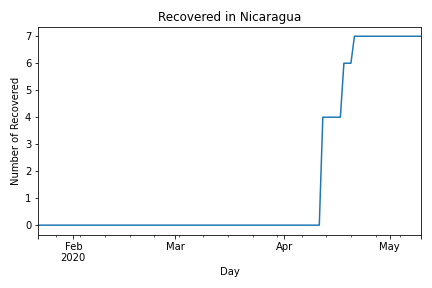 Recovered in Nicaragua
7
6
5
4
3
2
1
0
Number of Recovered
Feb
2020
Mar
Apr
May
Day